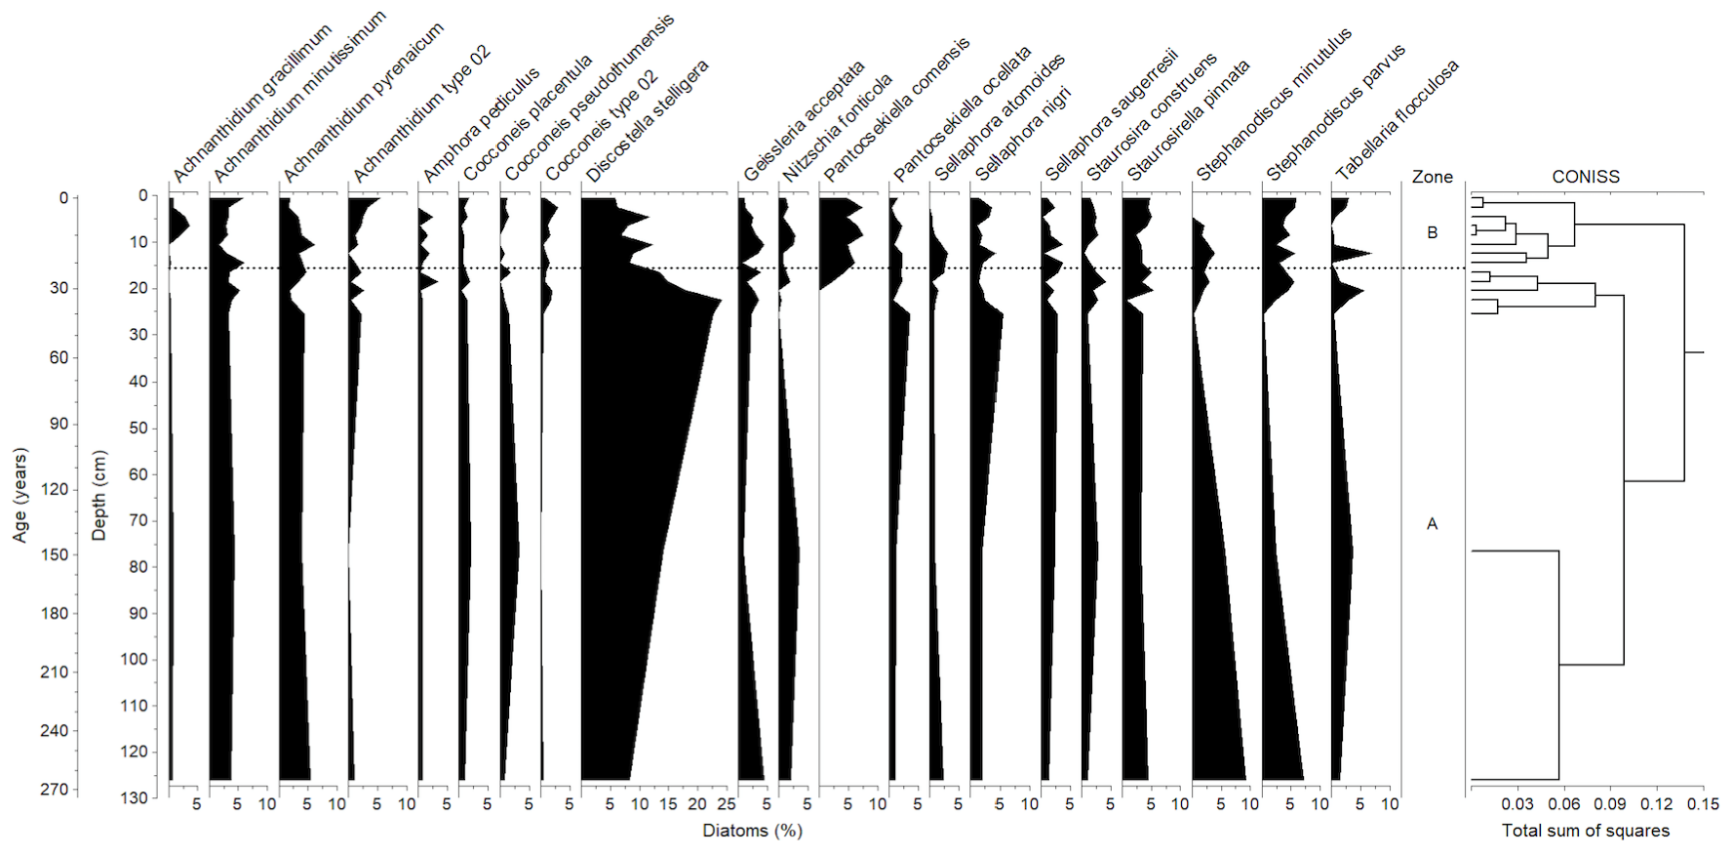 Achnanthidium gracillimum
Achnanthidium minutissimum
Achnanthidium pyrenaicum
Achnanthidium type 02
Amphora pediculus
Cocconeis placentula
Cocconeis pseudothumensis
Cocconeis type 02
Discostella stelligera
Geissleria acceptata
Nitzschia fonticola
Pantocsekiella comensis
Pantocsekiella ocellata
Sellaphora atomoides
Sellaphora nigri
Sellaphora saugerresii
Staurosira construens
Staurosirella pinnata
Stephanodiscus minutulus
Stephanodiscus parvus
Tabellaria flocculosa
Zone
CONISS
Age (years)
0
30
60
90
120
150
180
210
240
270
Depth (cm)
0
10
20
30
40
50
60
70
80
90
100
110
120
130
B
A
5 5 10 5 10 5 10 5 5 5 5 5 10 15 20 25 5 5 5 10 5 5 5 10 5 5 5 10 5 10 5 10 5 10
0.03 0.06 0.09 0.12 0.15
Diatoms (%)
Total sum of squares